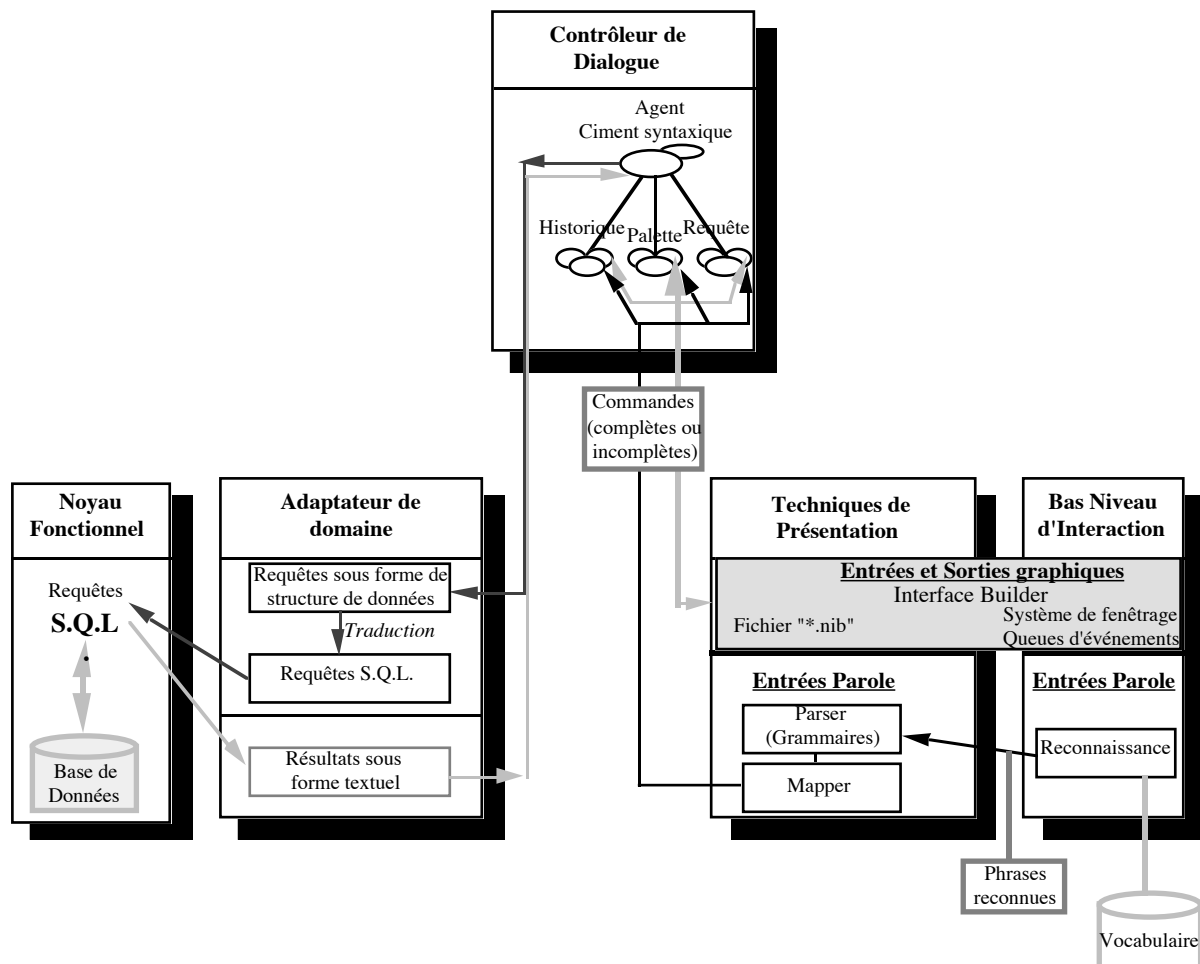 Contrôleur de
Dialogue
Agent
Ciment syntaxique
Historique
Palette
Requête
Commandes
(complètes ou
incomplètes)
Noyau
Fonctionnel
Requêtes
S.Q.L
Base de
Données
Adaptateur de
domaine
Requêtes sous forme de
structure de données
Traduction
Requêtes S.Q.L.
Résultats sous
forme textuel
Techniques de
Présentation
Bas Niveau
d'Interaction
Entrées et Sorties graphiques
Interface Builder
Fichier "*.nib"
Système de fenêtrage
Queues d'événements
Entrées Parole
Parser
(Grammaires)
Mapper
Entrées Parole
Reconnaissance
Phrases
reconnues
Vocabulaire